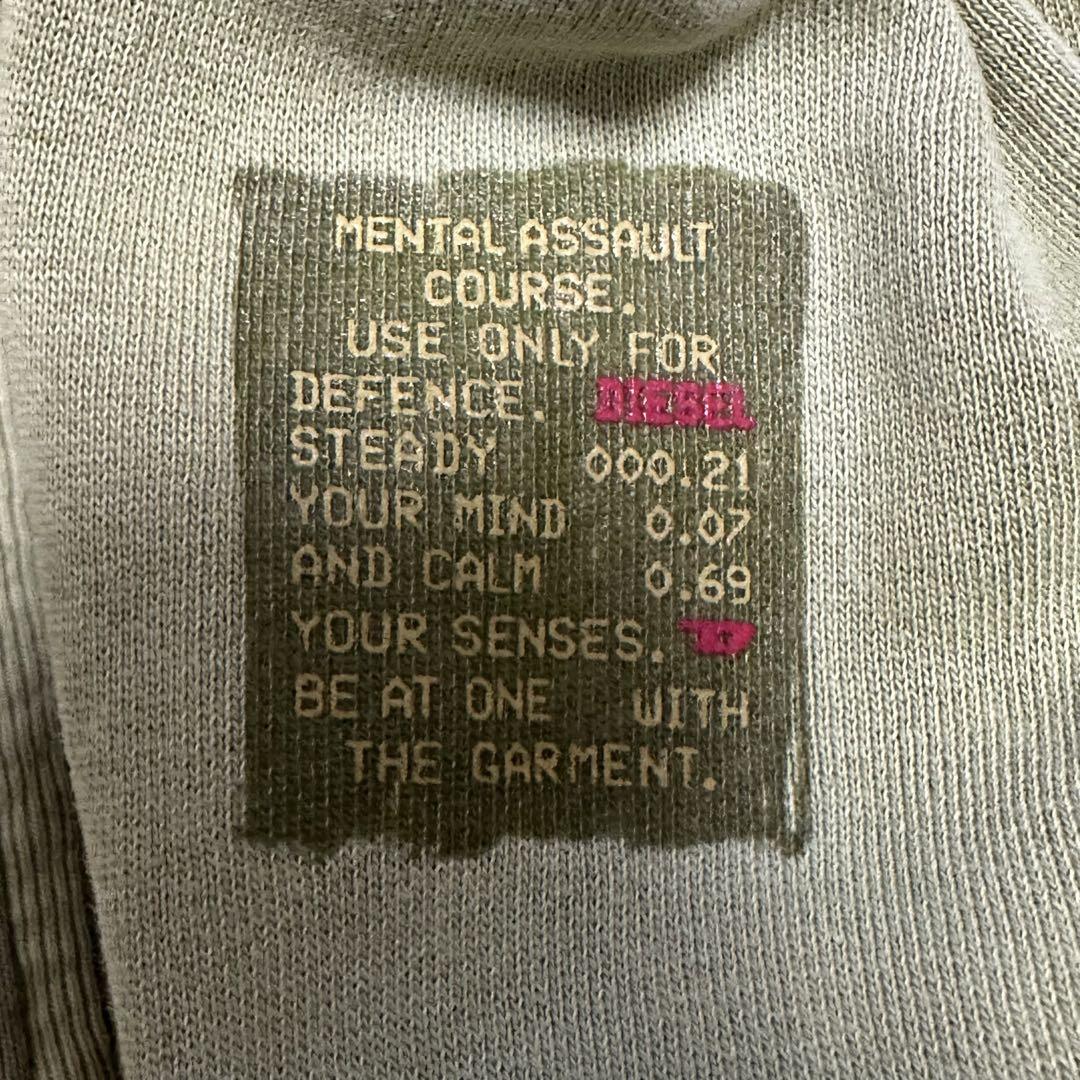 MENTAL ASSAULT
COURSE.
USE ONLY FOR
DEFENCE. DIESEL
STEADY 000.21
YOUR MIND 0.07
AND CALM 0.69
YOUR SENSES. D
BE AT ONE WITH
THE GARMENT.